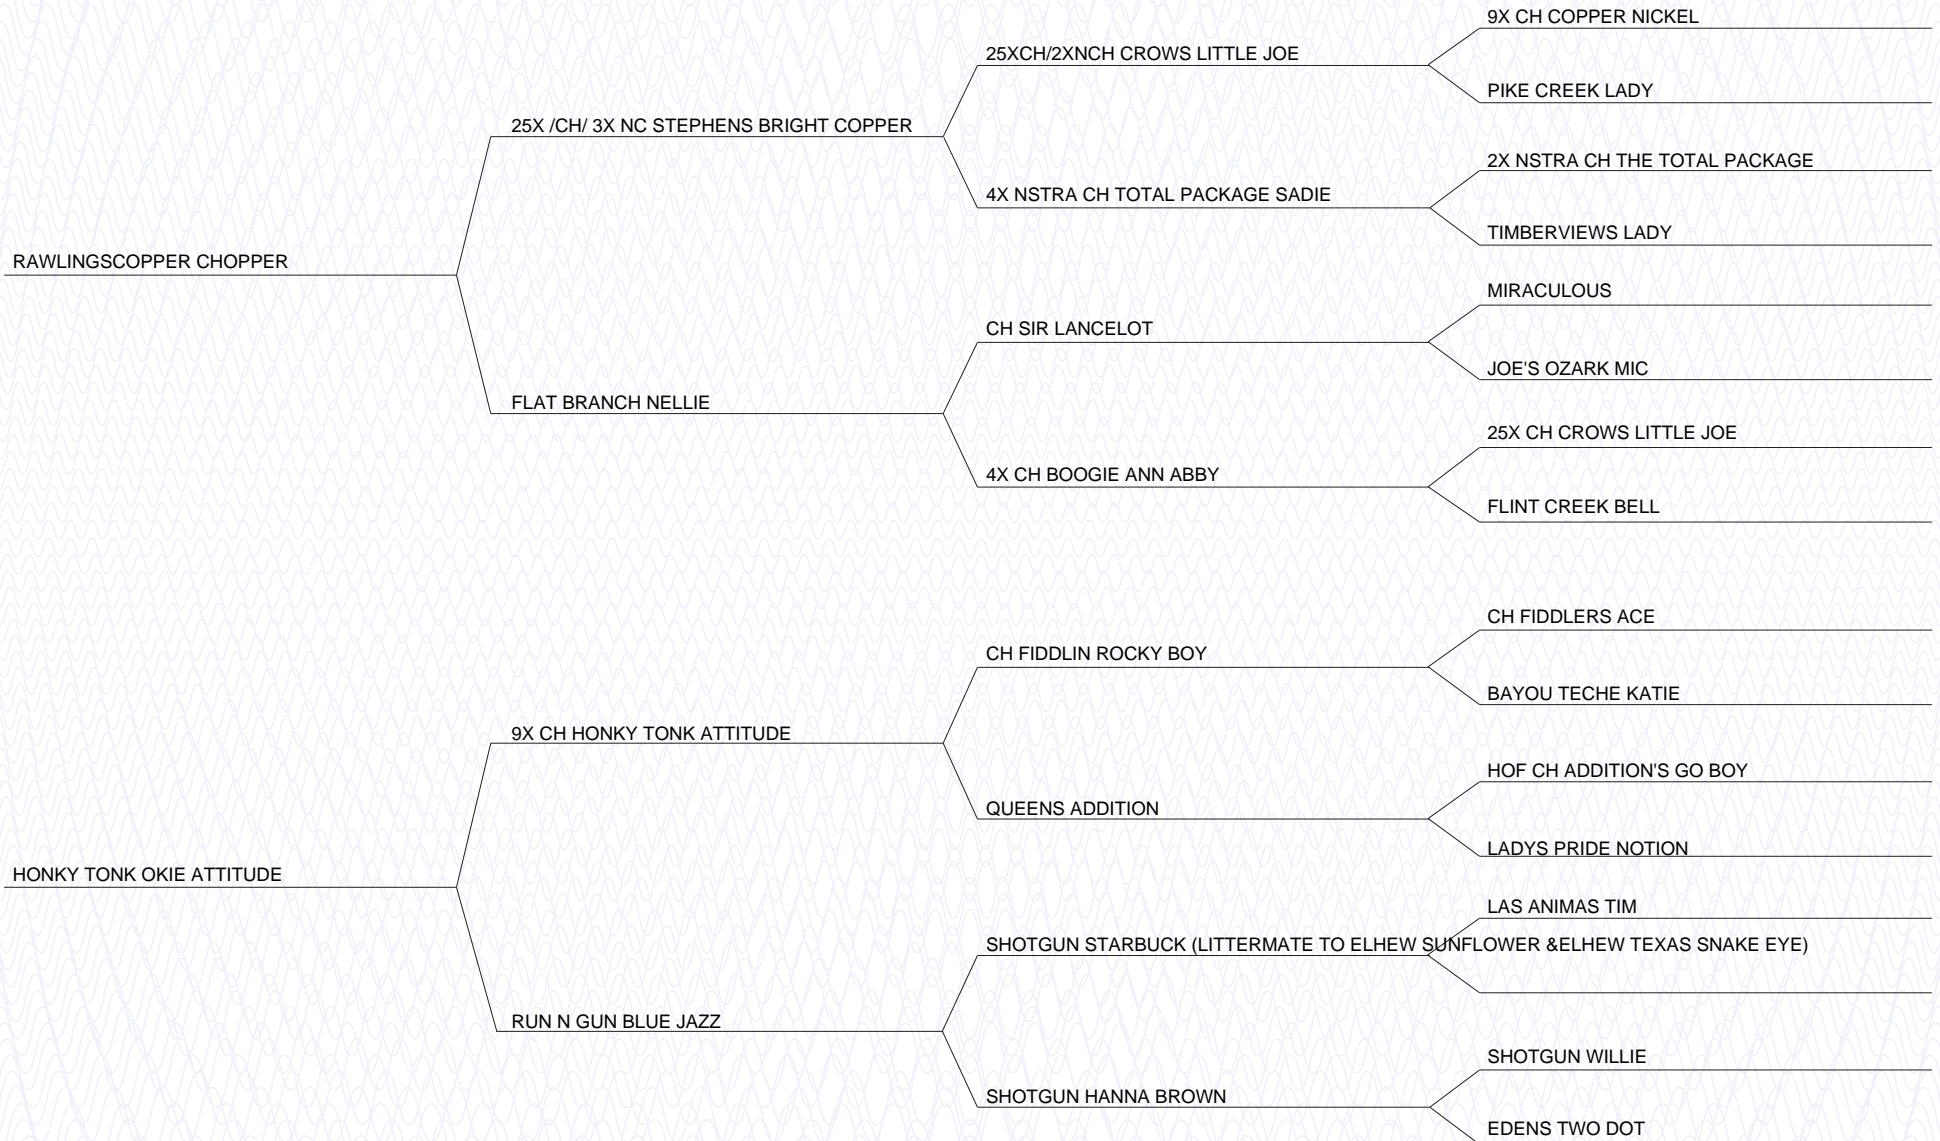 9X CH COPPER NICKEL
25XCH/2XNCH CROWS LITTLE JOE
PIKE CREEK LADY
25X /CH/ 3X NC STEPHENS BRIGHT COPPER
2X NSTRA CH THE TOTAL PACKAGE
4X NSTRA CH TOTAL PACKAGE SADIE
TIMBERVIEWS LADY
RAWLINGSCOPPER CHOPPER
MIRACULOUS
CH SIR LANCELOT
JOE'S OZARK MIC
FLAT BRANCH NELLIE
25X CH CROWS LITTLE JOE
4X CH BOOGIE ANN ABBY
FLINT CREEK BELL
CH FIDDLERS ACE
CH FIDDLIN ROCKY BOY
BAYOU TECHE KATIE
9X CH HONKY TONK ATTITUDE
HOF CH ADDITION'S GO BOY
QUEENS ADDITION
LADYS PRIDE NOTION
HONKY TONK OKIE ATTITUDE
LAS ANIMAS TIM
SHOTGUN STARBUCK (LITTERMATE TO ELHEW SUNFLOWER &ELHEW TEXAS SNAKE EYE)
RUN N GUN BLUE JAZZ
SHOTGUN WILLIE
SHOTGUN HANNA BROWN
EDENS TWO DOT